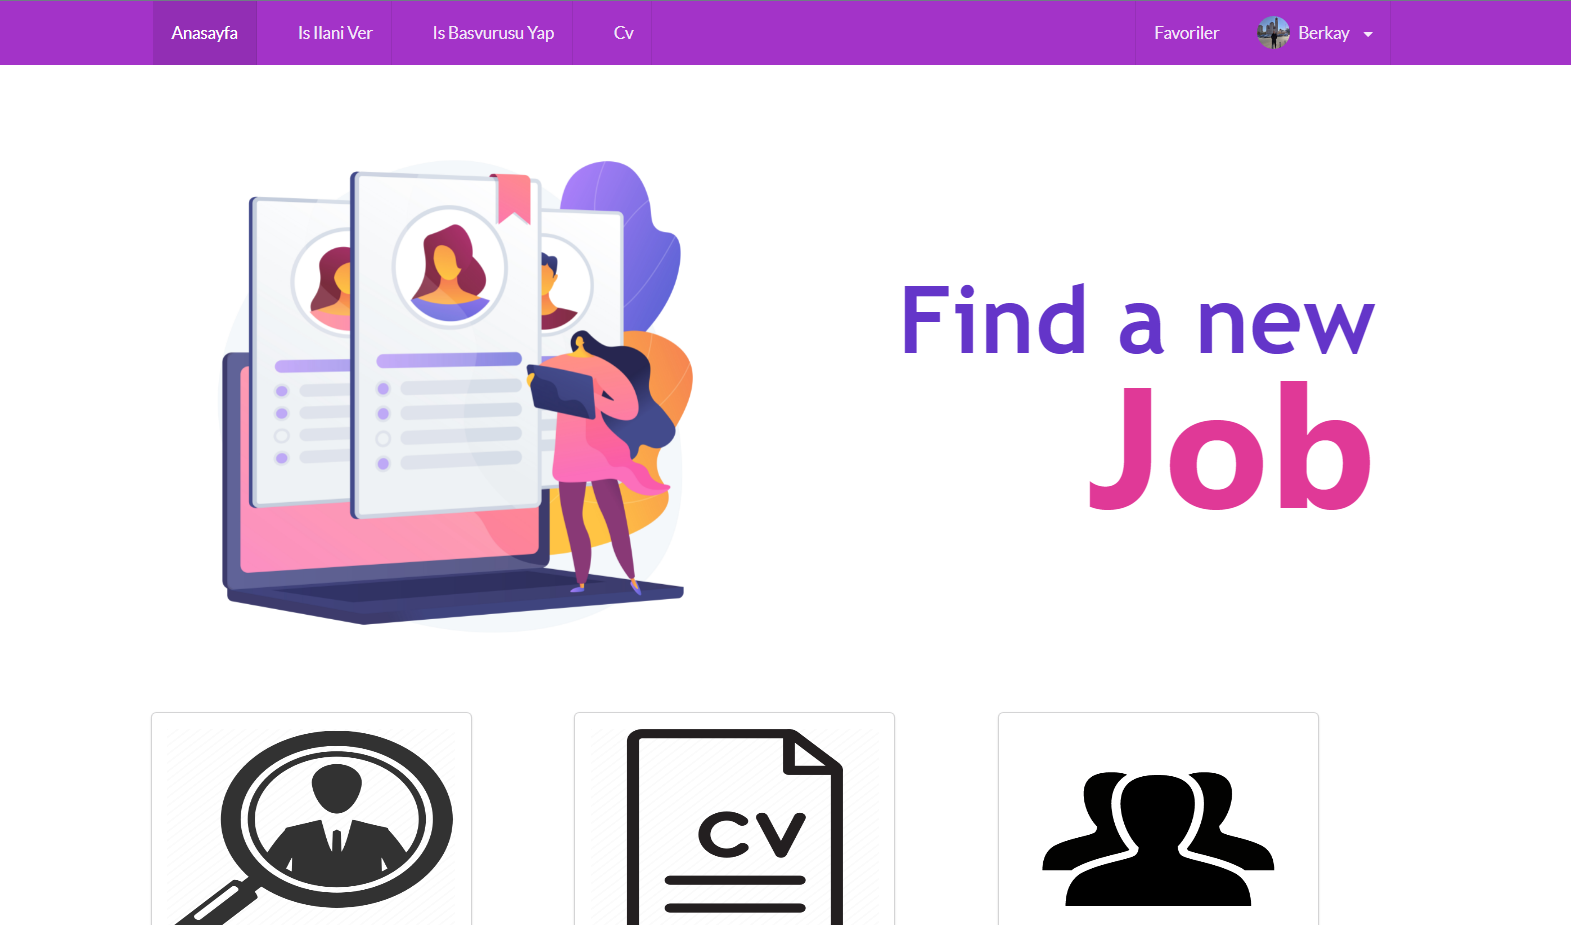 Anasayfa
Is Ilani Ver
Is Basvurusu Yap
Cv
Favoriler
Berkay
Find a new
Job
CV